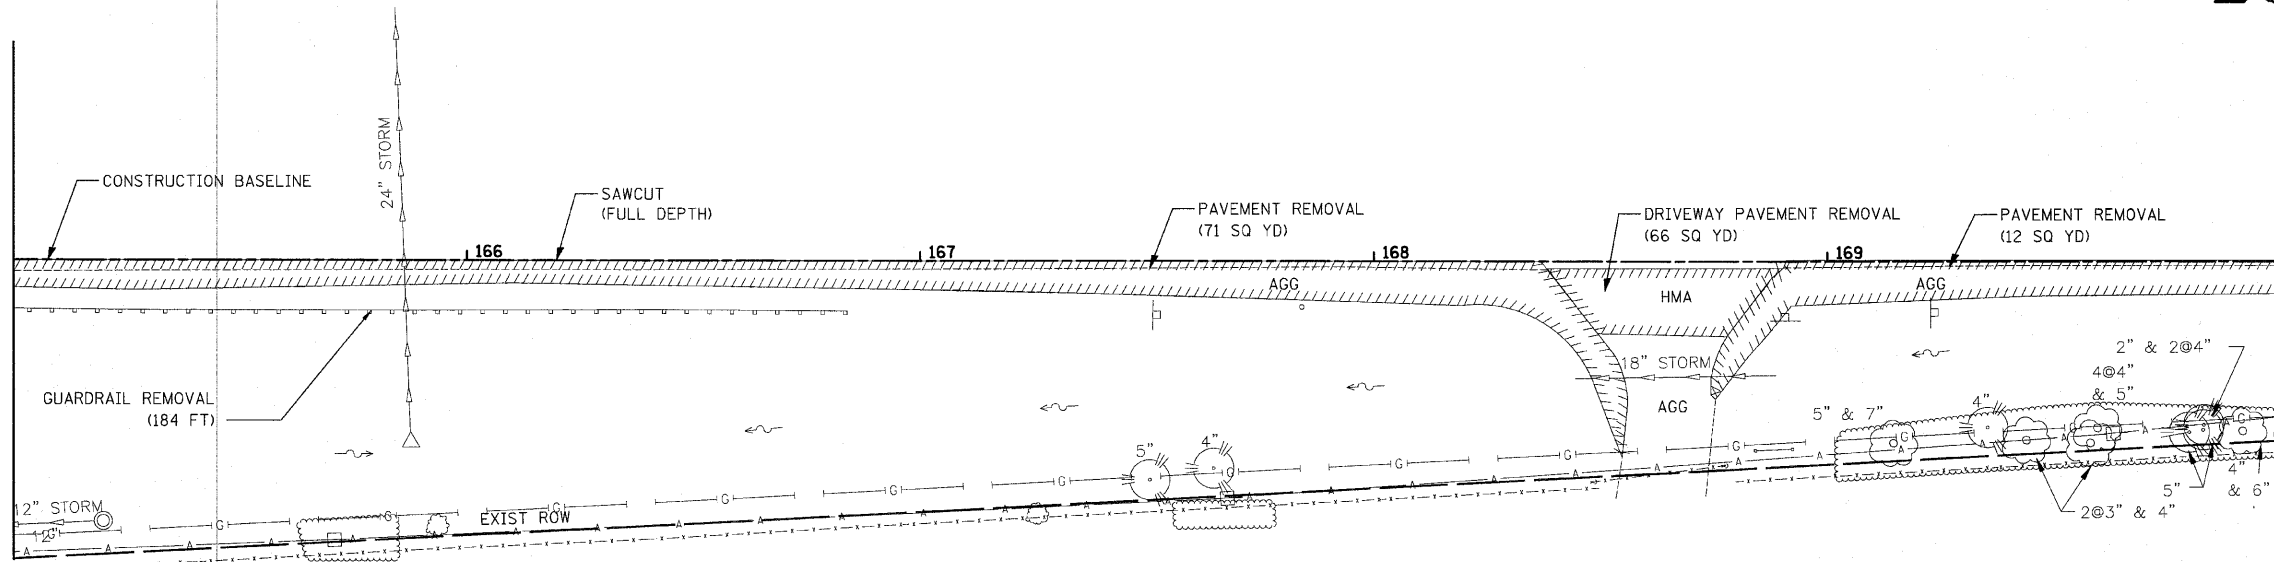 24" STORM
CONSTRUCTION BASELINE
SAWCUT
(FULL DEPTH)
PAVEMENT REMOVAL
(71 SQ YD)
DRIVEWAY PAVEMENT REMOVAL
(66 SQ YD)
PAVEMENT REMOVAL
(12 SQ YD)
166
167
168
169
AGG
HMA
AGG
GUARDRAIL REMOVAL
(184 FT)
18" STORM
AGG
2" & 2@4"
4@4"
& 5"
5" & 7"
4"
5"
4"
4"
& 6"
5"
2@3" & 4"
12" STORM
12"
EXIST ROW
G
G
G
G
G
G
G
G
G
G
G
G
A
A
A
A
A
A
A
A
A
A
A
A